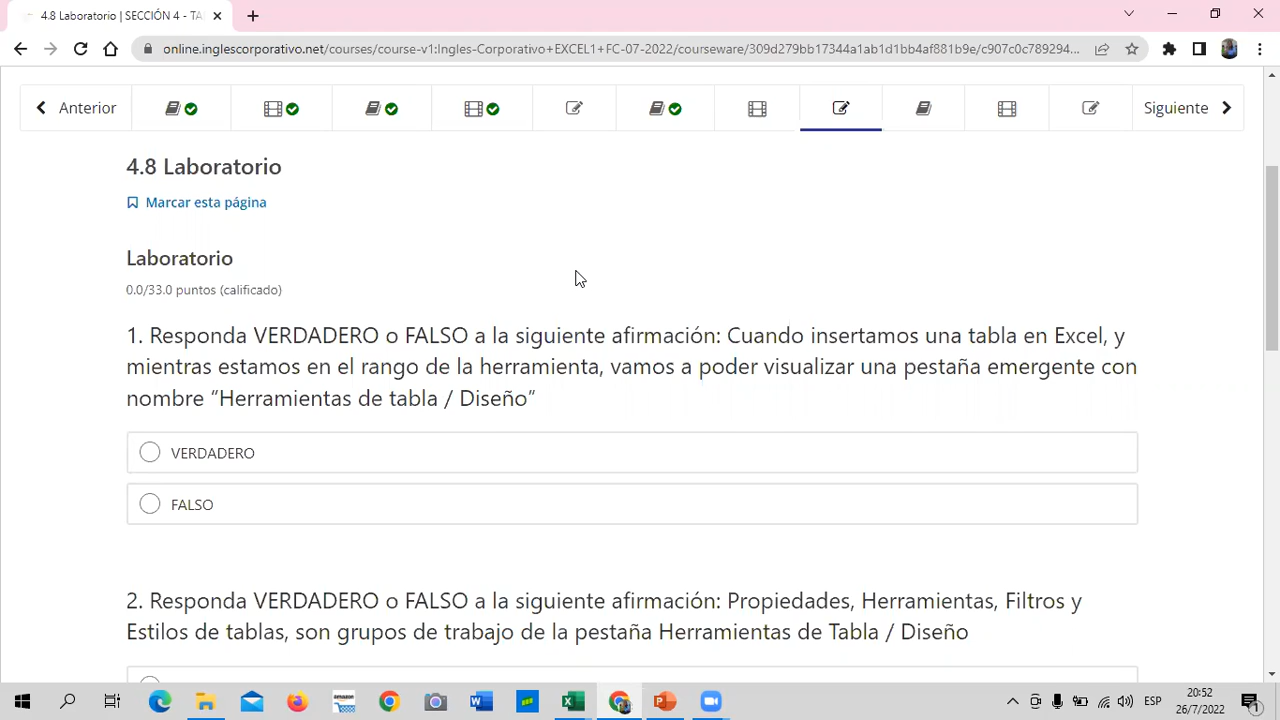 4.8 Laboratorio | SECCIÓN 4 - TA
online.inglescorporativo.net/courses/course-v1:Ingles-Corporativo+EXCEL1+FC-07-2022/courseware/309d279bb17344a1ab1d1bb4af881b9e/c907c0c789294...
Anterior
Siguiente
4.8 Laboratorio
Marcar esta página
Laboratorio
0.0/33.0 puntos (calificado)
1. Responda VERDADERO o FALSO a la siguiente afirmación: Cuando insertamos una tabla en Excel, y
mientras estamos en el rango de la herramienta, vamos a poder visualizar una pestaña emergente con
nombre “Herramientas de tabla / Diseño”
VERDADERO
FALSO
2. Responda VERDADERO o FALSO a la siguiente afirmación: Propiedades, Herramientas, Filtros y
Estilos de tablas, son grupos de trabajo de la pestaña Herramientas de Tabla / Diseño
amazon
ESP
20:52
26/7/2022
1